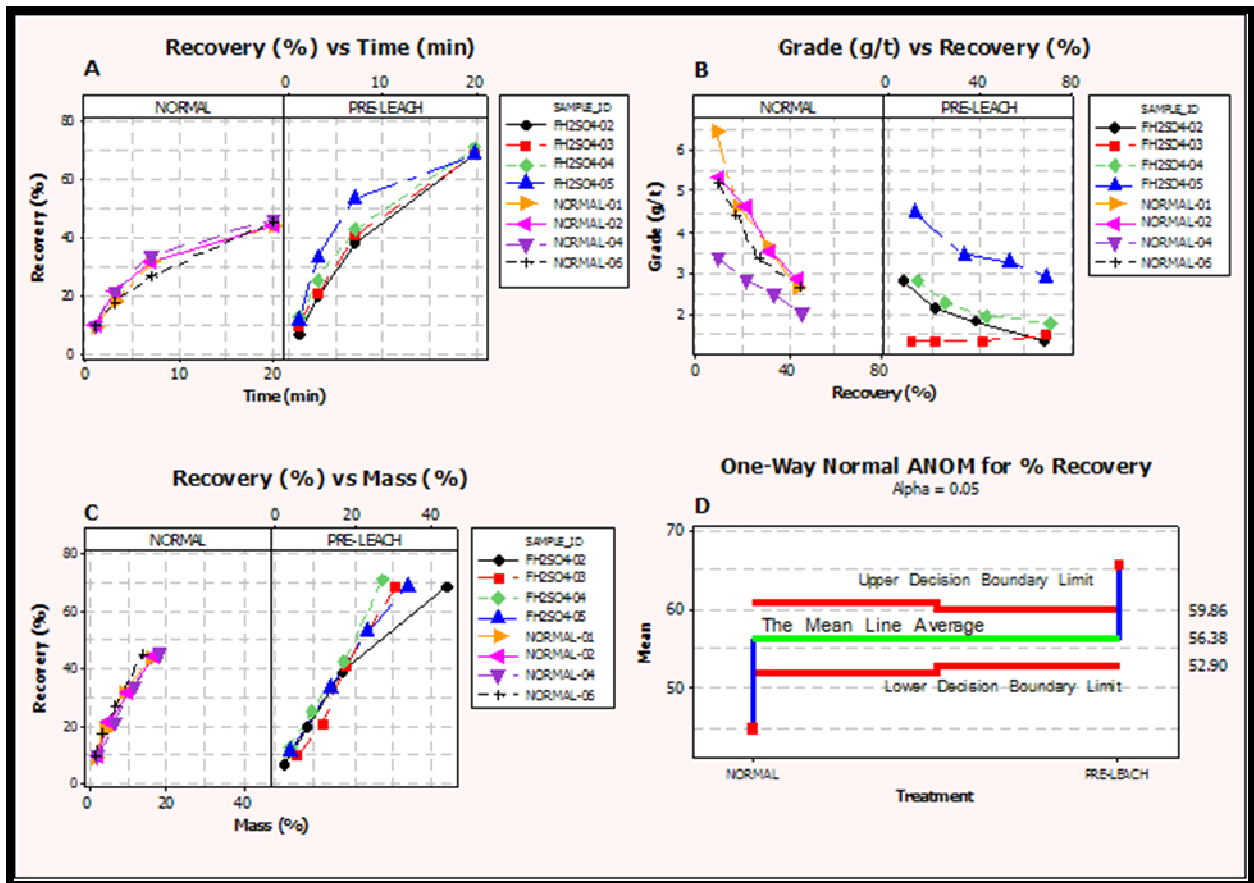 Recovery (%) vs Time (min)
A
0 10 20
NORMAL PRE-LEACH
80
60
40
20
0
Recovery (%)
0 10 20
Time (min)
SAMPLE_ID
FH2SO4-02
FH2SO4-03
FH2SO4-04
FH2SO4-05
NORMAL-01
NORMAL-02
NORMAL-04
NORMAL-06
Grade (g/t) vs Recovery (%)
B
0 40 80
NORMAL PRE-LEACH
6
5
4
3
2
Grade (g/t)
0 40 80
Recovery (%)
SAMPLE_ID
FH2SO4-02
FH2SO4-03
FH2SO4-04
FH2SO4-05
NORMAL-01
NORMAL-02
NORMAL-04
NORMAL-06
Recovery (%) vs Mass (%)
C
0 20 40
NORMAL PRE-LEACH
80
60
40
20
0
Recovery (%)
0 20 40
Mass (%)
SAMPLE_ID
FH2SO4-02
FH2SO4-03
FH2SO4-04
FH2SO4-05
NORMAL-01
NORMAL-02
NORMAL-04
NORMAL-06
One-Way Normal ANOM for % Recovery
Alpha = 0.05
D
70
60
50
Mean
Upper Decision Boundary Limit
The Mean Line Average
Lower Decision Boundary Limit
59.86
56.38
52.90
NORMAL PRE-LEACH
Treatment